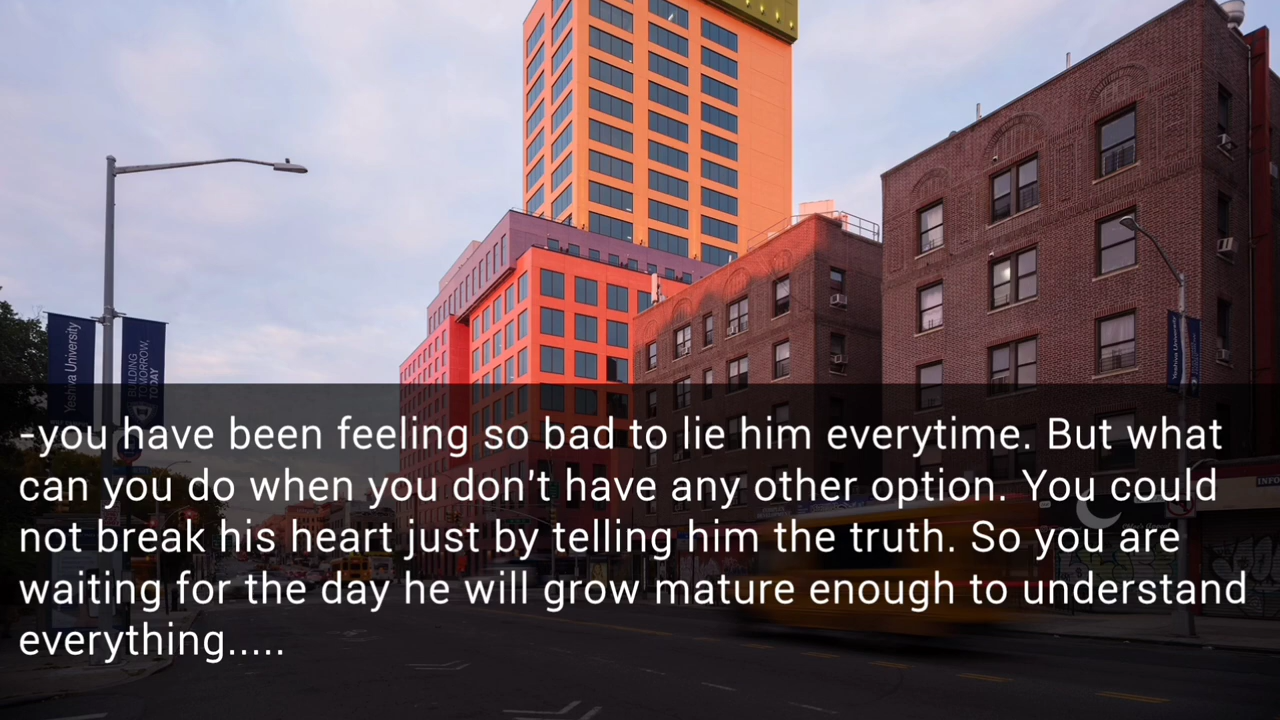 Yeshiva University
BUILDING
TOMORROW,
TODAY
Yeshiva University
-you have been feeling so bad to lie him everytime. But what
can you do when you don't have any other option. You could
not break his heart just by telling him the truth. So you are
waiting for the day he will grow mature enough to understand
everything.....